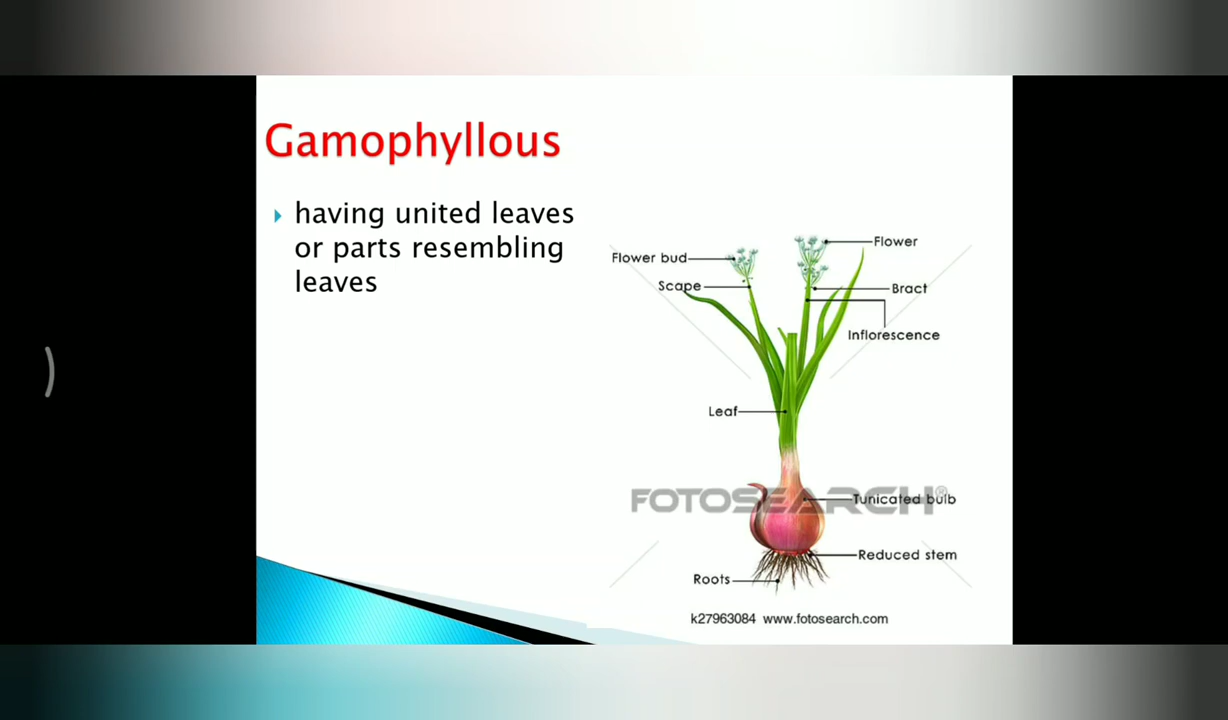 Gamophyllous
having united leaves
or parts resembling
leaves
Flower
Flower bud
Scape
Bract
Inflorescence
Leaf
FOTOSEARCH®
Tunicated bulb
Reduced stem
Roots
k27963084 www.fotosearch.com